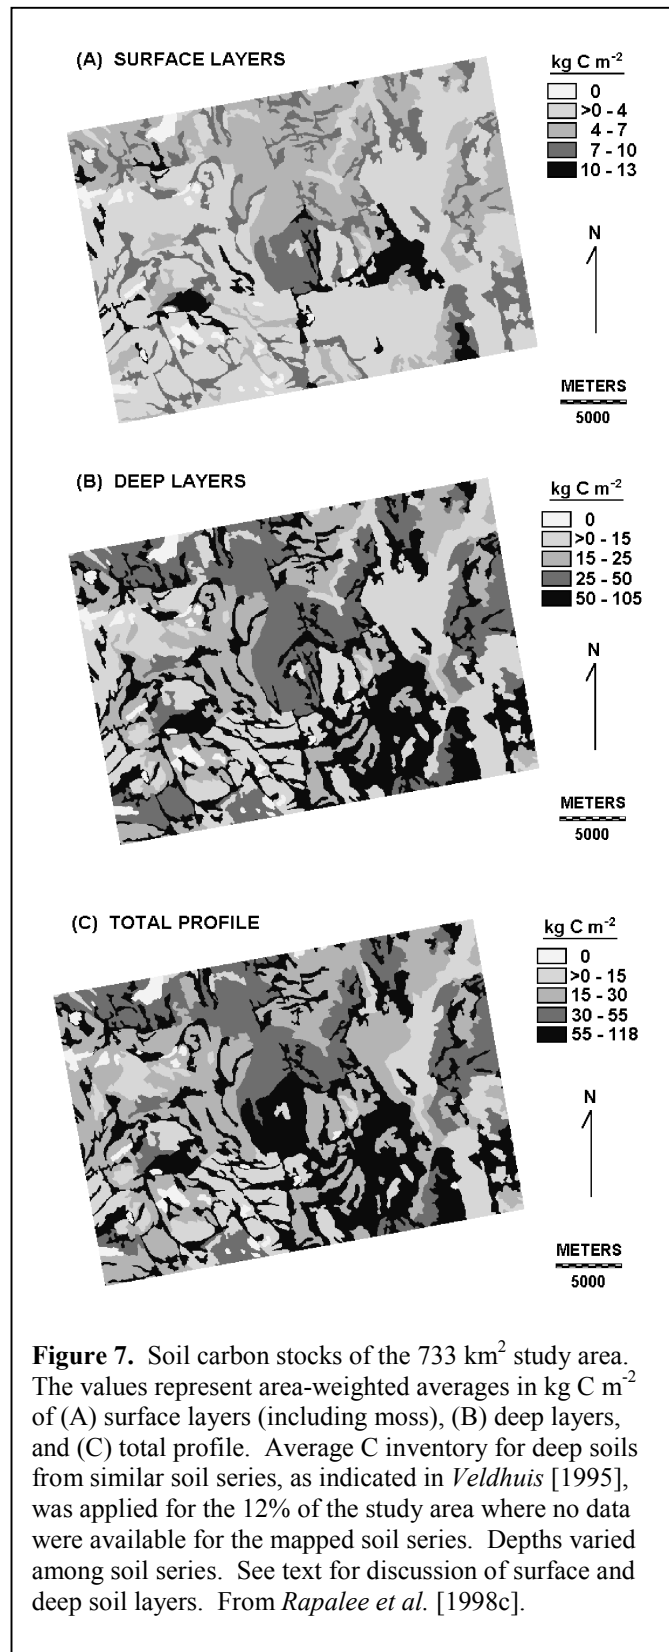 (A) SURFACE LAYERS
kg C m-2
0
>0 - 4
4 - 7
7 - 10
10 - 13
N
METERS
5000
(B) DEEP LAYERS
kg C m-2
0
>0 - 15
15 - 25
25 - 50
50 - 105
N
METERS
5000
(C) TOTAL PROFILE
kg C m-2
0
>0 - 15
15 - 30
30 - 55
55 - 118
N
METERS
5000
Figure 7. Soil carbon stocks of the 733 km2 study area.
The values represent area-weighted averages in kg C m-2
of (A) surface layers (including moss), (B) deep layers,
and (C) total profile. Average C inventory for deep soils
from similar soil series, as indicated in Veldhuis [1995],
was applied for the 12% of the study area where no data
were available for the mapped soil series. Depths varied
among soil series. See text for discussion of surface and
deep soil layers. From Rapalee et al. [1998c].